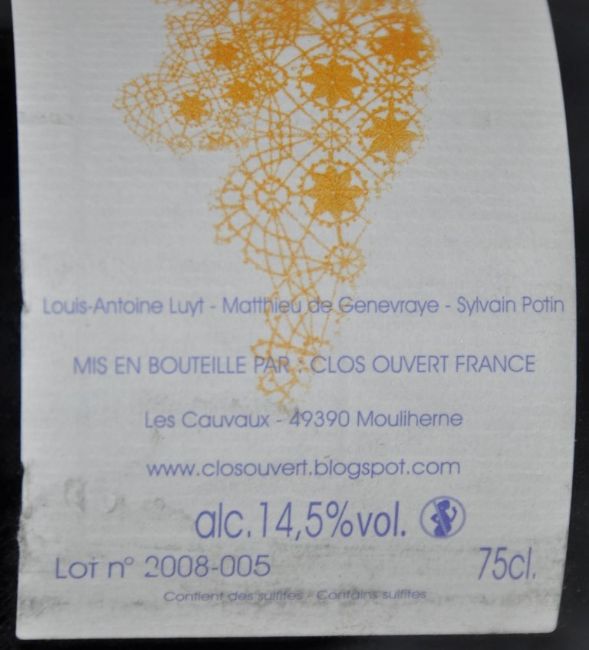 Louis-Antoine Luyt - Matthieu de Genevraye - Sylvain Potin
MIS EN BOUTEILLE PAR : CLOS OUVERT FRANCE
Les Cauvaux - 49390 Mouliherne
www.closouvert.blogspot.com
alc.14,5%vol.
Lot n° 2008-005 75cl.
Contient des sulfites - Contains sulfites